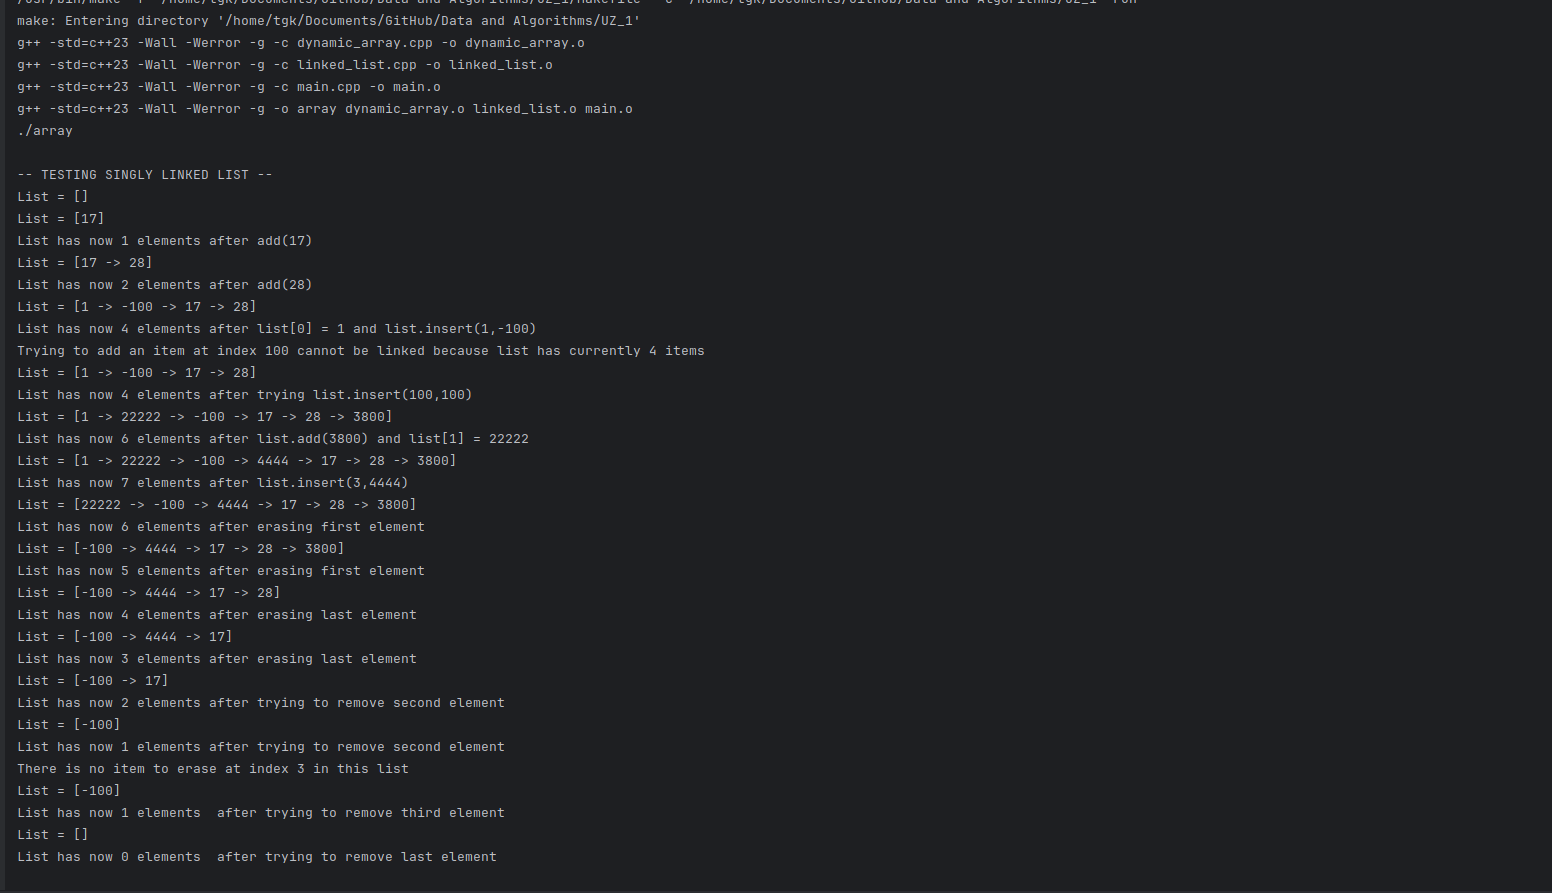 make: Entering directory '/home/tgk/Documents/GitHub/Data and Algorithms/UZ_1'
g++ -std=c++23 -Wall -Werror -g -c dynamic_array.cpp -o dynamic_array.o
g++ -std=c++23 -Wall -Werror -g -c linked_list.cpp -o linked_list.o
g++ -std=c++23 -Wall -Werror -g -c main.cpp -o main.o
g++ -std=c++23 -Wall -Werror -g -o array dynamic_array.o linked_list.o main.o
./array
-- TESTING SINGLY LINKED LIST --
List = []
List = [17]
List has now 1 elements after add(17)
List = [17 -> 28]
List has now 2 elements after add(28)
List = [1 -> -100 -> 17 -> 28]
List has now 4 elements after list[0] = 1 and list.insert(1,-100)
Trying to add an item at index 100 cannot be linked because list has currently 4 items
List = [1 -> -100 -> 17 -> 28]
List has now 4 elements after trying list.insert(100,100)
List = [1 -> 22222 -> -100 -> 17 -> 28 -> 3800]
List has now 6 elements after list.add(3800) and list[1] = 22222
List = [1 -> 22222 -> -100 -> 4444 -> 17 -> 28 -> 3800]
List has now 7 elements after list.insert(3,4444)
List = [22222 -> -100 -> 4444 -> 17 -> 28 -> 3800]
List has now 6 elements after erasing first element
List = [-100 -> 4444 -> 17 -> 28 -> 3800]
List has now 5 elements after erasing first element
List = [-100 -> 4444 -> 17 -> 28]
List has now 4 elements after erasing last element
List = [-100 -> 4444 -> 17]
List has now 3 elements after erasing last element
List = [-100 -> 17]
List has now 2 elements after trying to remove second element
List = [-100]
List has now 1 elements after trying to remove second element
There is no item to erase at index 3 in this list
List = [-100]
List has now 1 elements  after trying to remove third element
List = []
List has now 0 elements  after trying to remove last element